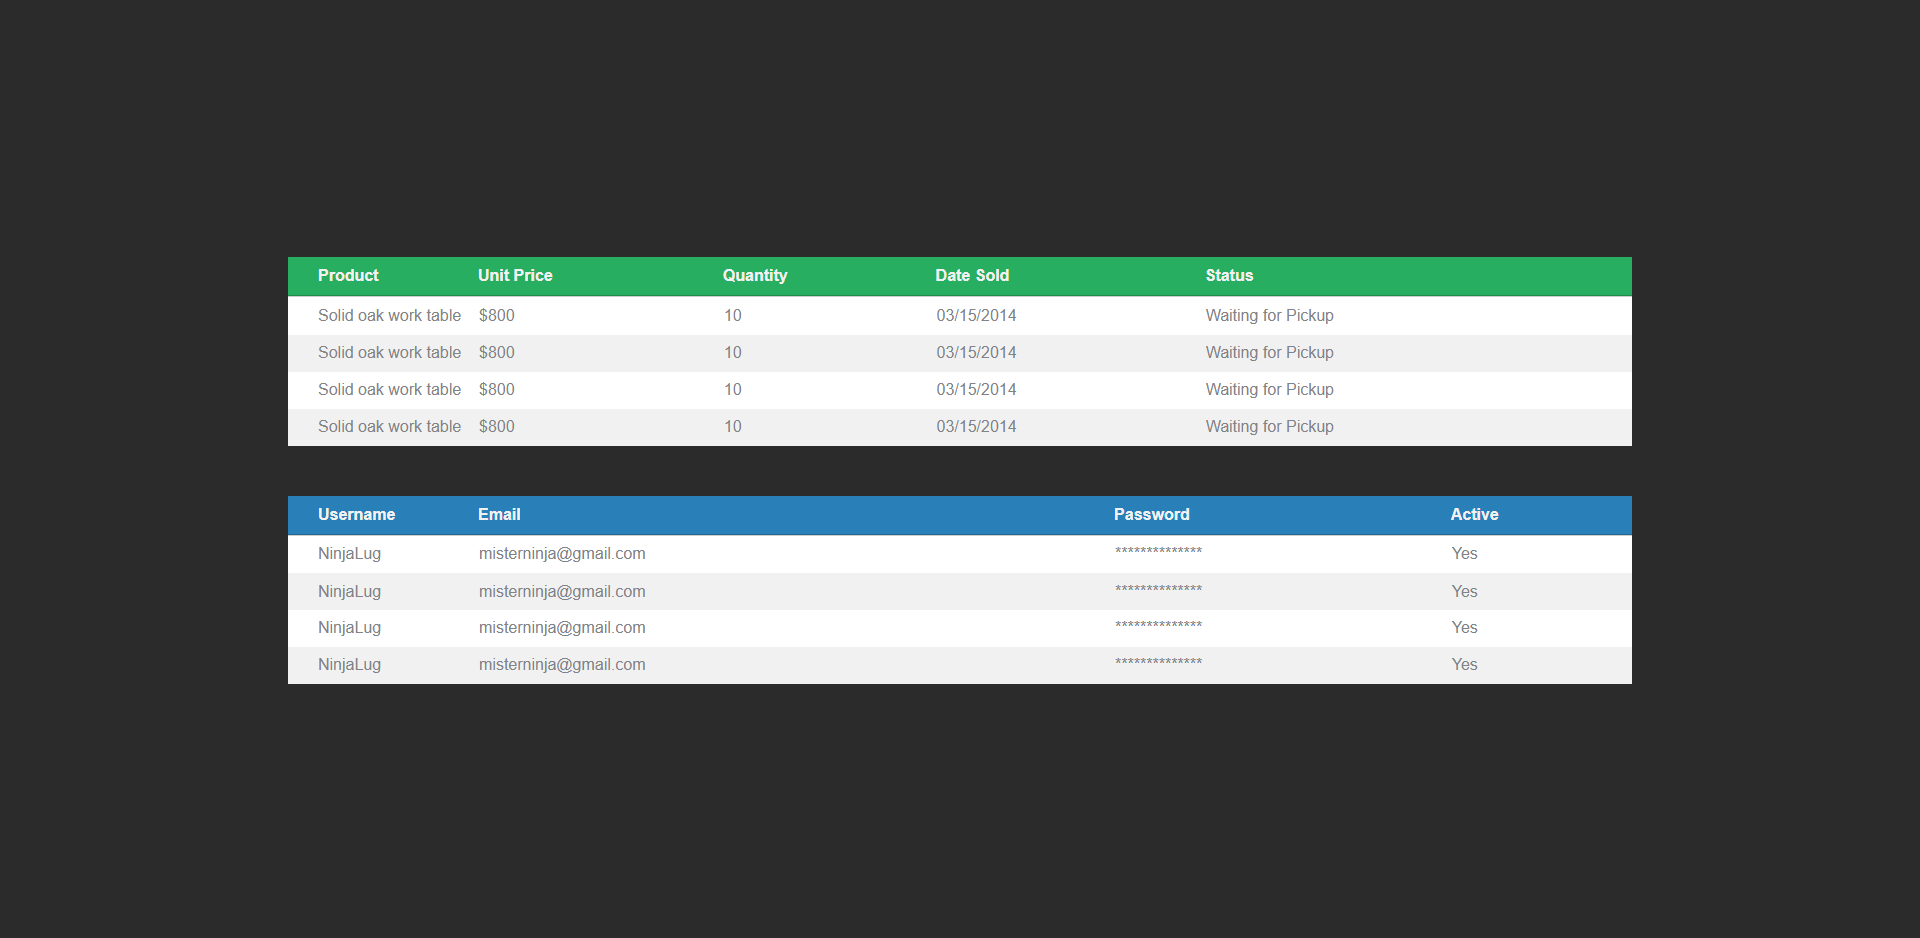 Product Unit Price Quantity Date Sold Status
Solid oak work table $800 10 03/15/2014 Waiting for Pickup
Solid oak work table $800 10 03/15/2014 Waiting for Pickup
Solid oak work table $800 10 03/15/2014 Waiting for Pickup
Solid oak work table $800 10 03/15/2014 Waiting for Pickup
Username Email Password Active
NinjaLug misterninja@gmail.com ************** Yes
NinjaLug misterninja@gmail.com ************** Yes
NinjaLug misterninja@gmail.com ************** Yes
NinjaLug misterninja@gmail.com ************** Yes